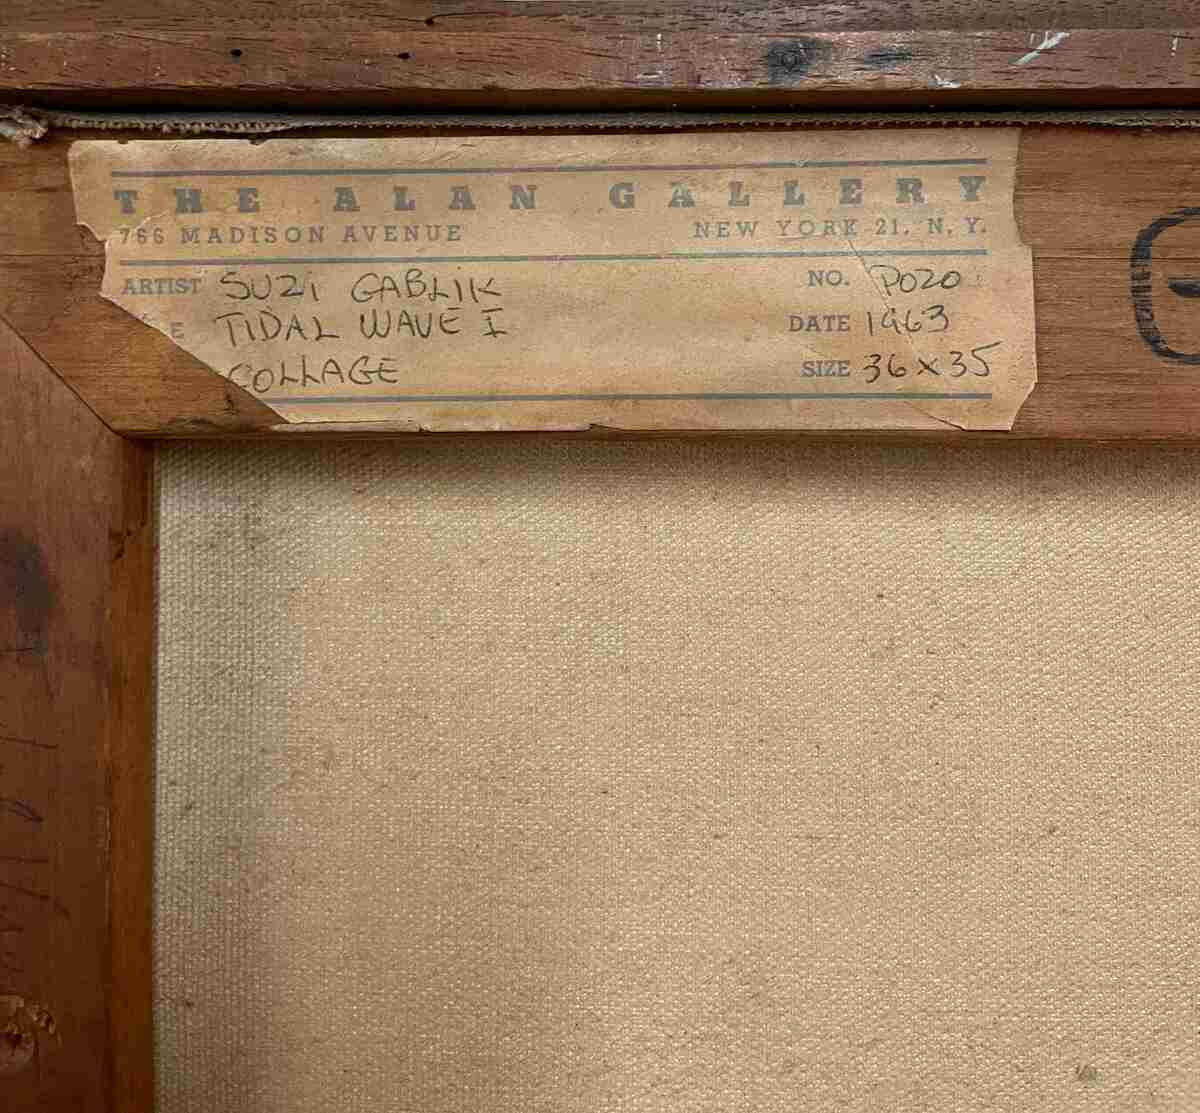 THE ALAN GALLERY
766 MADISON AVENUE NEW YORK 21, N. Y.
ARTIST SUZI GABLIK NO. P020
E TIDAL WAVE I DATE 1963
COLLAGE SIZE 36 X 35